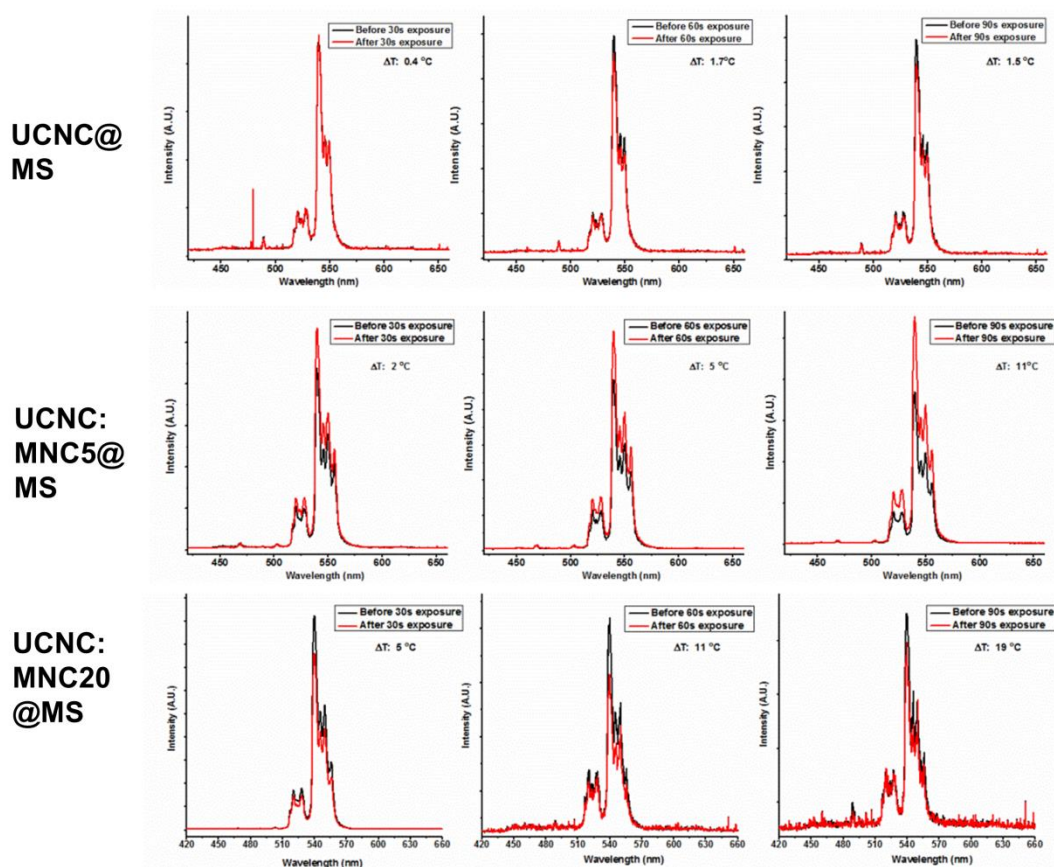 UCNC@
MS
Intensity (A.U.)
Before 30s exposure
After 30s exposure
ΔT: 0.4 °C
450 500 550 600 650
Wavelength (nm)
Intensity (A.U.)
Before 60s exposure
After 60s exposure
ΔT: 1.7°C
450 500 550 600 650
Wavelength (nm)
Intensity (A.U.)
Before 90s exposure
After 90s exposure
ΔT: 1.5 °C
450 500 550 600 650
Wavelength (nm)
UCNC:
MNC5@
MS
Intensity (A.U.)
Before 30s exposure
After 30s exposure
ΔT: 2 °C
450 500 550 600 650
Wavelength (nm)
Intensity (A.U.)
Before 60s exposure
After 60s exposure
ΔT: 5 °C
450 500 550 600 650
Wavelength (nm)
Intensity (A.U.)
Before 90s exposure
After 90s exposure
ΔT: 11°C
450 500 550 600 650
Wavelength (nm)
UCNC:
MNC20
@MS
Intensity (A.U.)
Before 30s exposure
After 30s exposure
ΔT: 5 °C
420 450 480 510 540 570 600 630 660
Wavelength (nm)
Intensity (A.U.)
Before 60s exposure
After 60s exposure
ΔT: 11 °C
420 450 480 510 540 570 600 630 660
Wavelength (nm)
Intensity (A.U.)
Before 90s exposure
After 90s exposure
ΔT: 19 °C
420 450 480 510 540 570 600 630 660
Wavelength (nm)